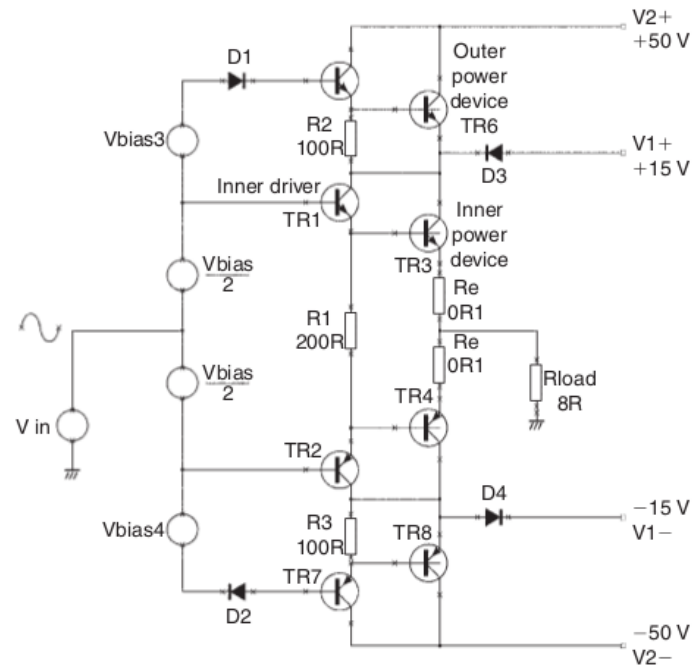 V2+
+50 V
D1
Outer
power
device
TR6
Vbias3
R2
100R
V1+
+15 V
D3
Inner driver
TR1
Inner
power
device
TR3
Vbias
2
Re
0R1
R1
200R
Re
0R1
Vbias
2
Rload
8R
TR4
V in
TR2
D4
−15 V
V1−
Vbias4
R3
100R
TR8
TR7
D2
−50 V
V2−